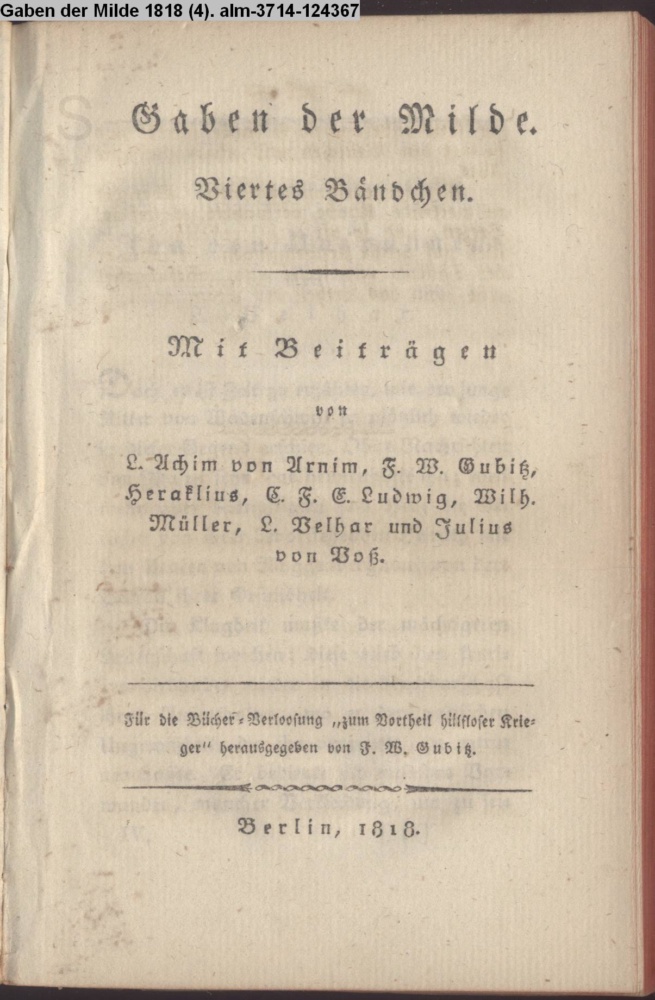 Gaben der Milde 1818 (4). alm-3714-124367
Gaben der Milde.
Viertes Bändchen.
Mit Beiträgen
von
L. Achim von Arnim, F. W. Gubitz,
Heraklius, C. F. E. Ludwig, Wilh.
Müller, L. Velhar und Julius
von Voß.
Für die Bücher-Verloosung „zum Vortheil hülfloser Krie-
ger“ herausgegeben von F. W. Gubitz.
Berlin, 1818.